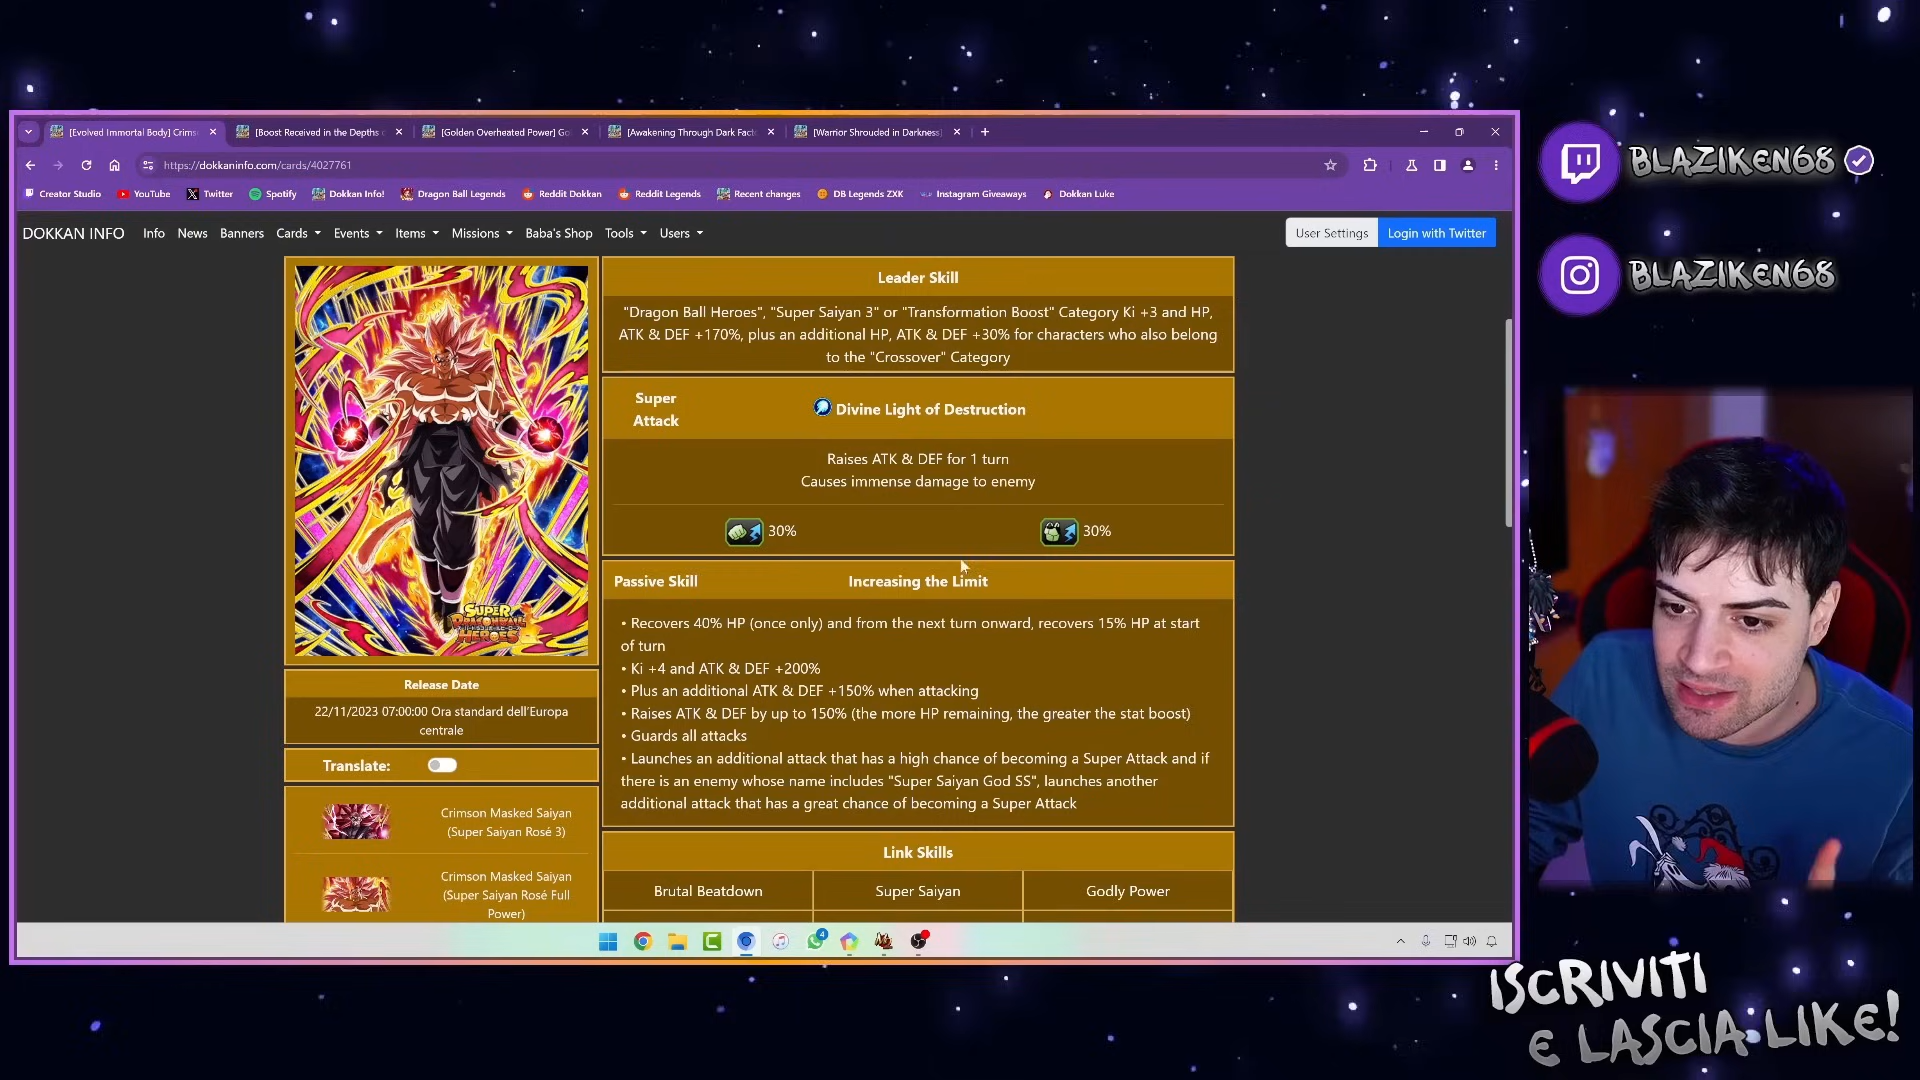 [Evolved Immortal Body] Crims
[Boost Received in the Depths
[Golden Overheated Power] Go
[Awakening Through Dark Fact
[Warrior Shrouded in Darkness]
https://dokkaninfo.com/cards/4027761
Creator Studio YouTube Twitter Spotify Dokkan Info! Dragon Ball Legends Reddit Dokkan Reddit Legends Recent changes DB Legends ZXK Instagram Giveaways Dokkan Luke
DOKKAN INFO Info News Banners Cards Events Items Missions Baba's Shop Tools Users User Settings Login with Twitter
Leader Skill
"Dragon Ball Heroes", "Super Saiyan 3" or "Transformation Boost" Category Ki +3 and HP,
ATK & DEF +170%, plus an additional HP, ATK & DEF +30% for characters who also belong
to the "Crossover" Category
Super
Attack
Divine Light of Destruction
Raises ATK & DEF for 1 turn
Causes immense damage to enemy
30% 30%
Passive Skill Increasing the Limit
• Recovers 40% HP (once only) and from the next turn onward, recovers 15% HP at start
of turn
• Ki +4 and ATK & DEF +200%
• Plus an additional ATK & DEF +150% when attacking
• Raises ATK & DEF by up to 150% (the more HP remaining, the greater the stat boost)
• Guards all attacks
• Launches an additional attack that has a high chance of becoming a Super Attack and if
there is an enemy whose name includes "Super Saiyan God SS", launches another
additional attack that has a great chance of becoming a Super Attack
Link Skills
Brutal Beatdown Super Saiyan Godly Power
SUPER
DRAGON BALL
HEROES
Release Date
22/11/2023 07:00:00 Ora standard dell'Europa
centrale
Translate:
Crimson Masked Saiyan
(Super Saiyan Rosé 3)
Crimson Masked Saiyan
(Super Saiyan Rosé Full
Power)
4
BLAZIKEN68
BLAZIKEN68
ISCRIVITI
E LASCIA LIKE!